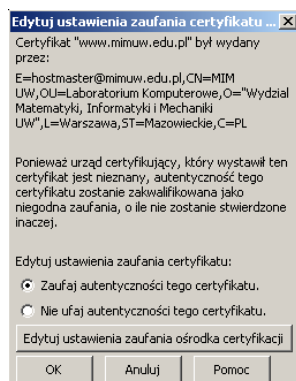 Edytuj ustawienia zaufania certyfikatu ...
Certyfikat "www.mimuw.edu.pl" był wydany
przez:
E=hostmaster@mimuw.edu.pl,CN=MIM
UW,OU=Laboratorium Komputerowe,O="Wydzial
Matematyki, Informatyki i Mechaniki
UW",L=Warszawa,ST=Mazowieckie,C=PL
Ponieważ urząd certyfikujący, który wystawił ten
certyfikat jest nieznany, autentyczność tego
certyfikatu zostanie zakwalifikowana jako
niegodna zaufania, o ile nie zostanie stwierdzone
inaczej.
Edytuj ustawienia zaufania certyfikatu:
Zaufaj autentyczności tego certyfikatu.
Nie ufaj autentyczności tego certyfikatu.
Edytuj ustawienia zaufania ośrodka certyfikacji
OK Anuluj Pomoc